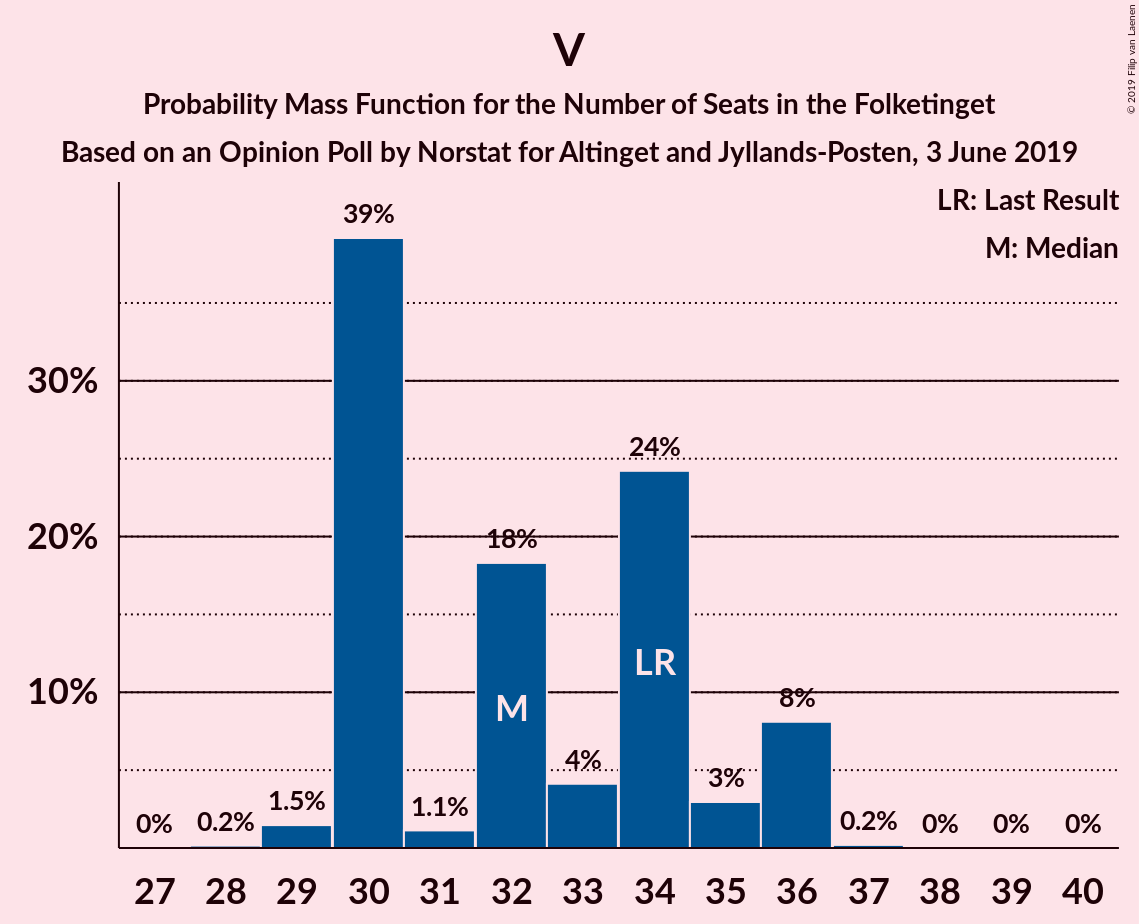 V
Probability Mass Function for the Number of Seats in the Folketinget
Based on an Opinion Poll by Norstat for Altinget and Jyllands-Posten, 3 June 2019
© 2019 Filip van Laenen
LR: Last Result
M: Median
39%
30%
24%
20%
18%
LR
10%
M
8%
4%
3%
1.5%
1.1%
0%
0.2%
0.2%
0%
0%
0%
27 28 29 30 31 32 33 34 35 36 37 38 39 40